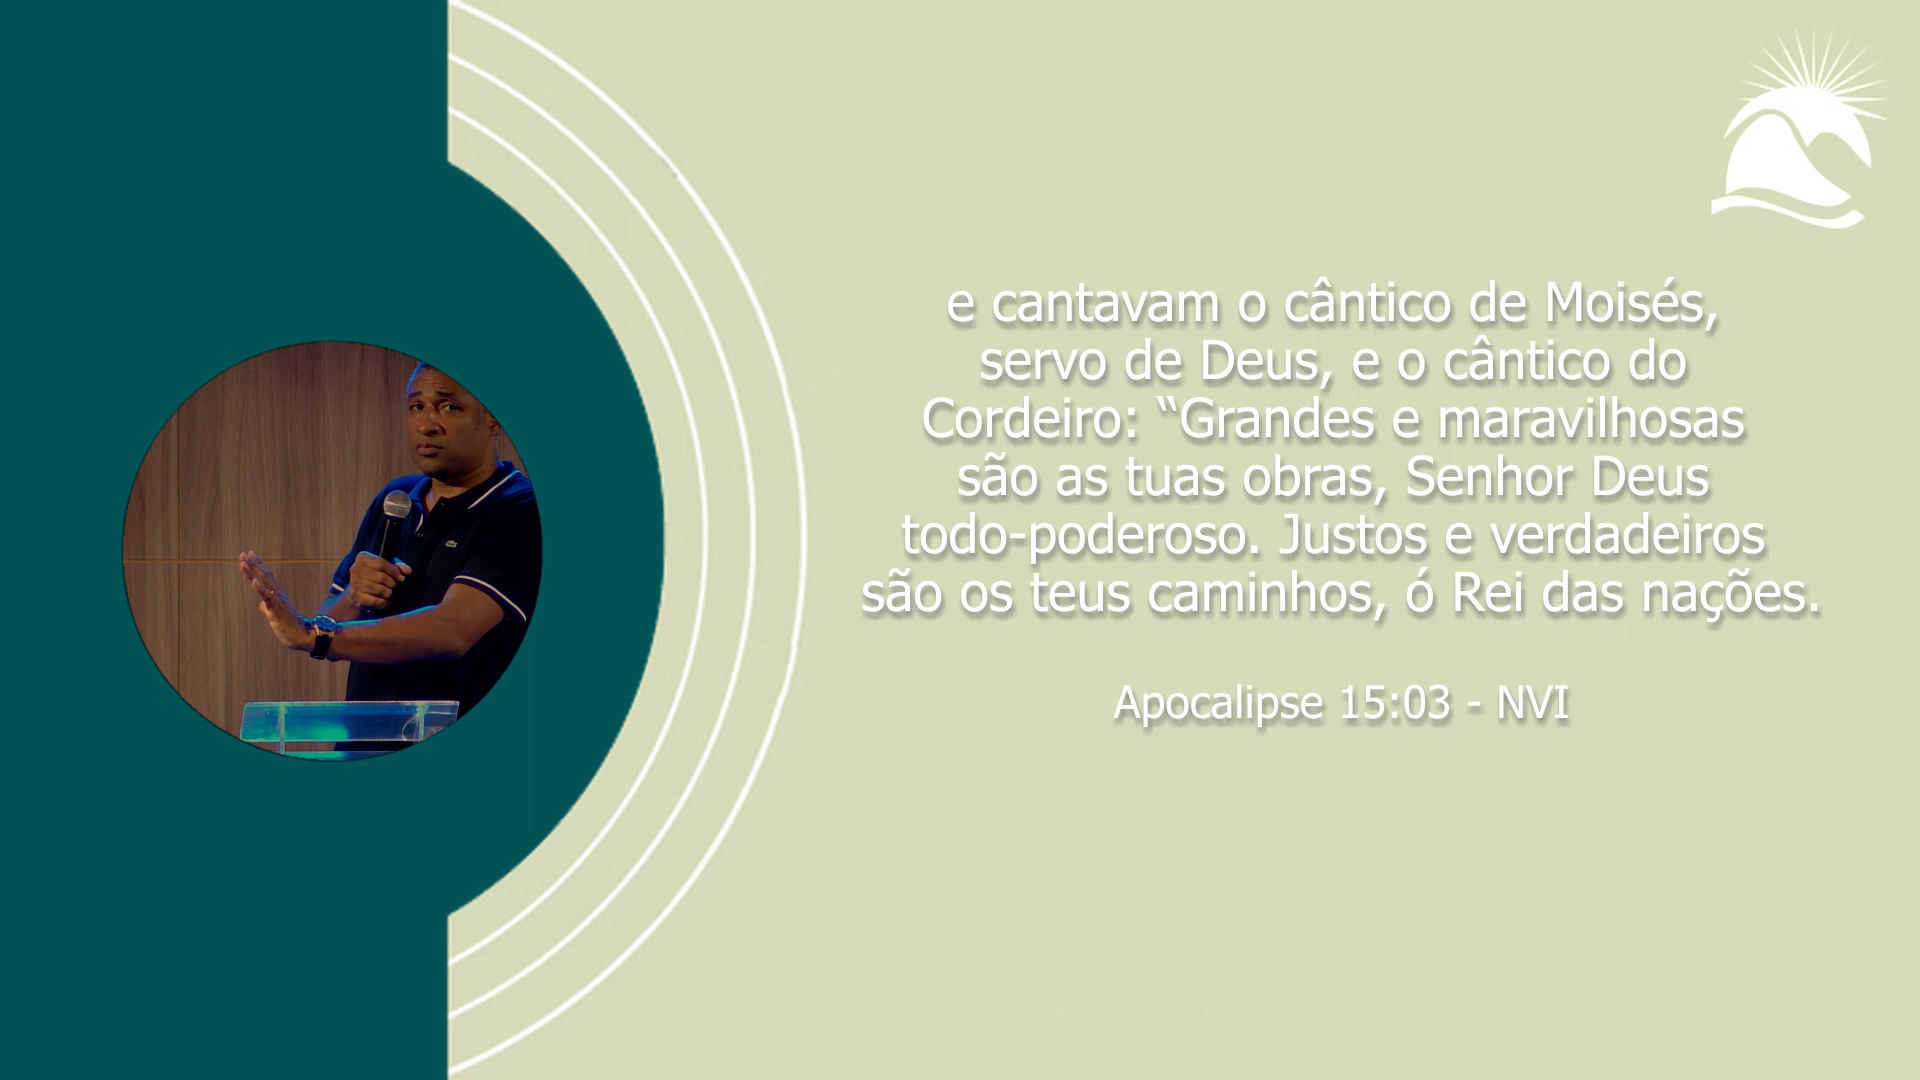 e cantavam o cântico de Moisés,
servo de Deus, e o cântico do
Cordeiro: “Grandes e maravilhosas
são as tuas obras, Senhor Deus
todo-poderoso. Justos e verdadeiros
são os teus caminhos, ó Rei das nações.
Apocalipse 15:03 - NVI